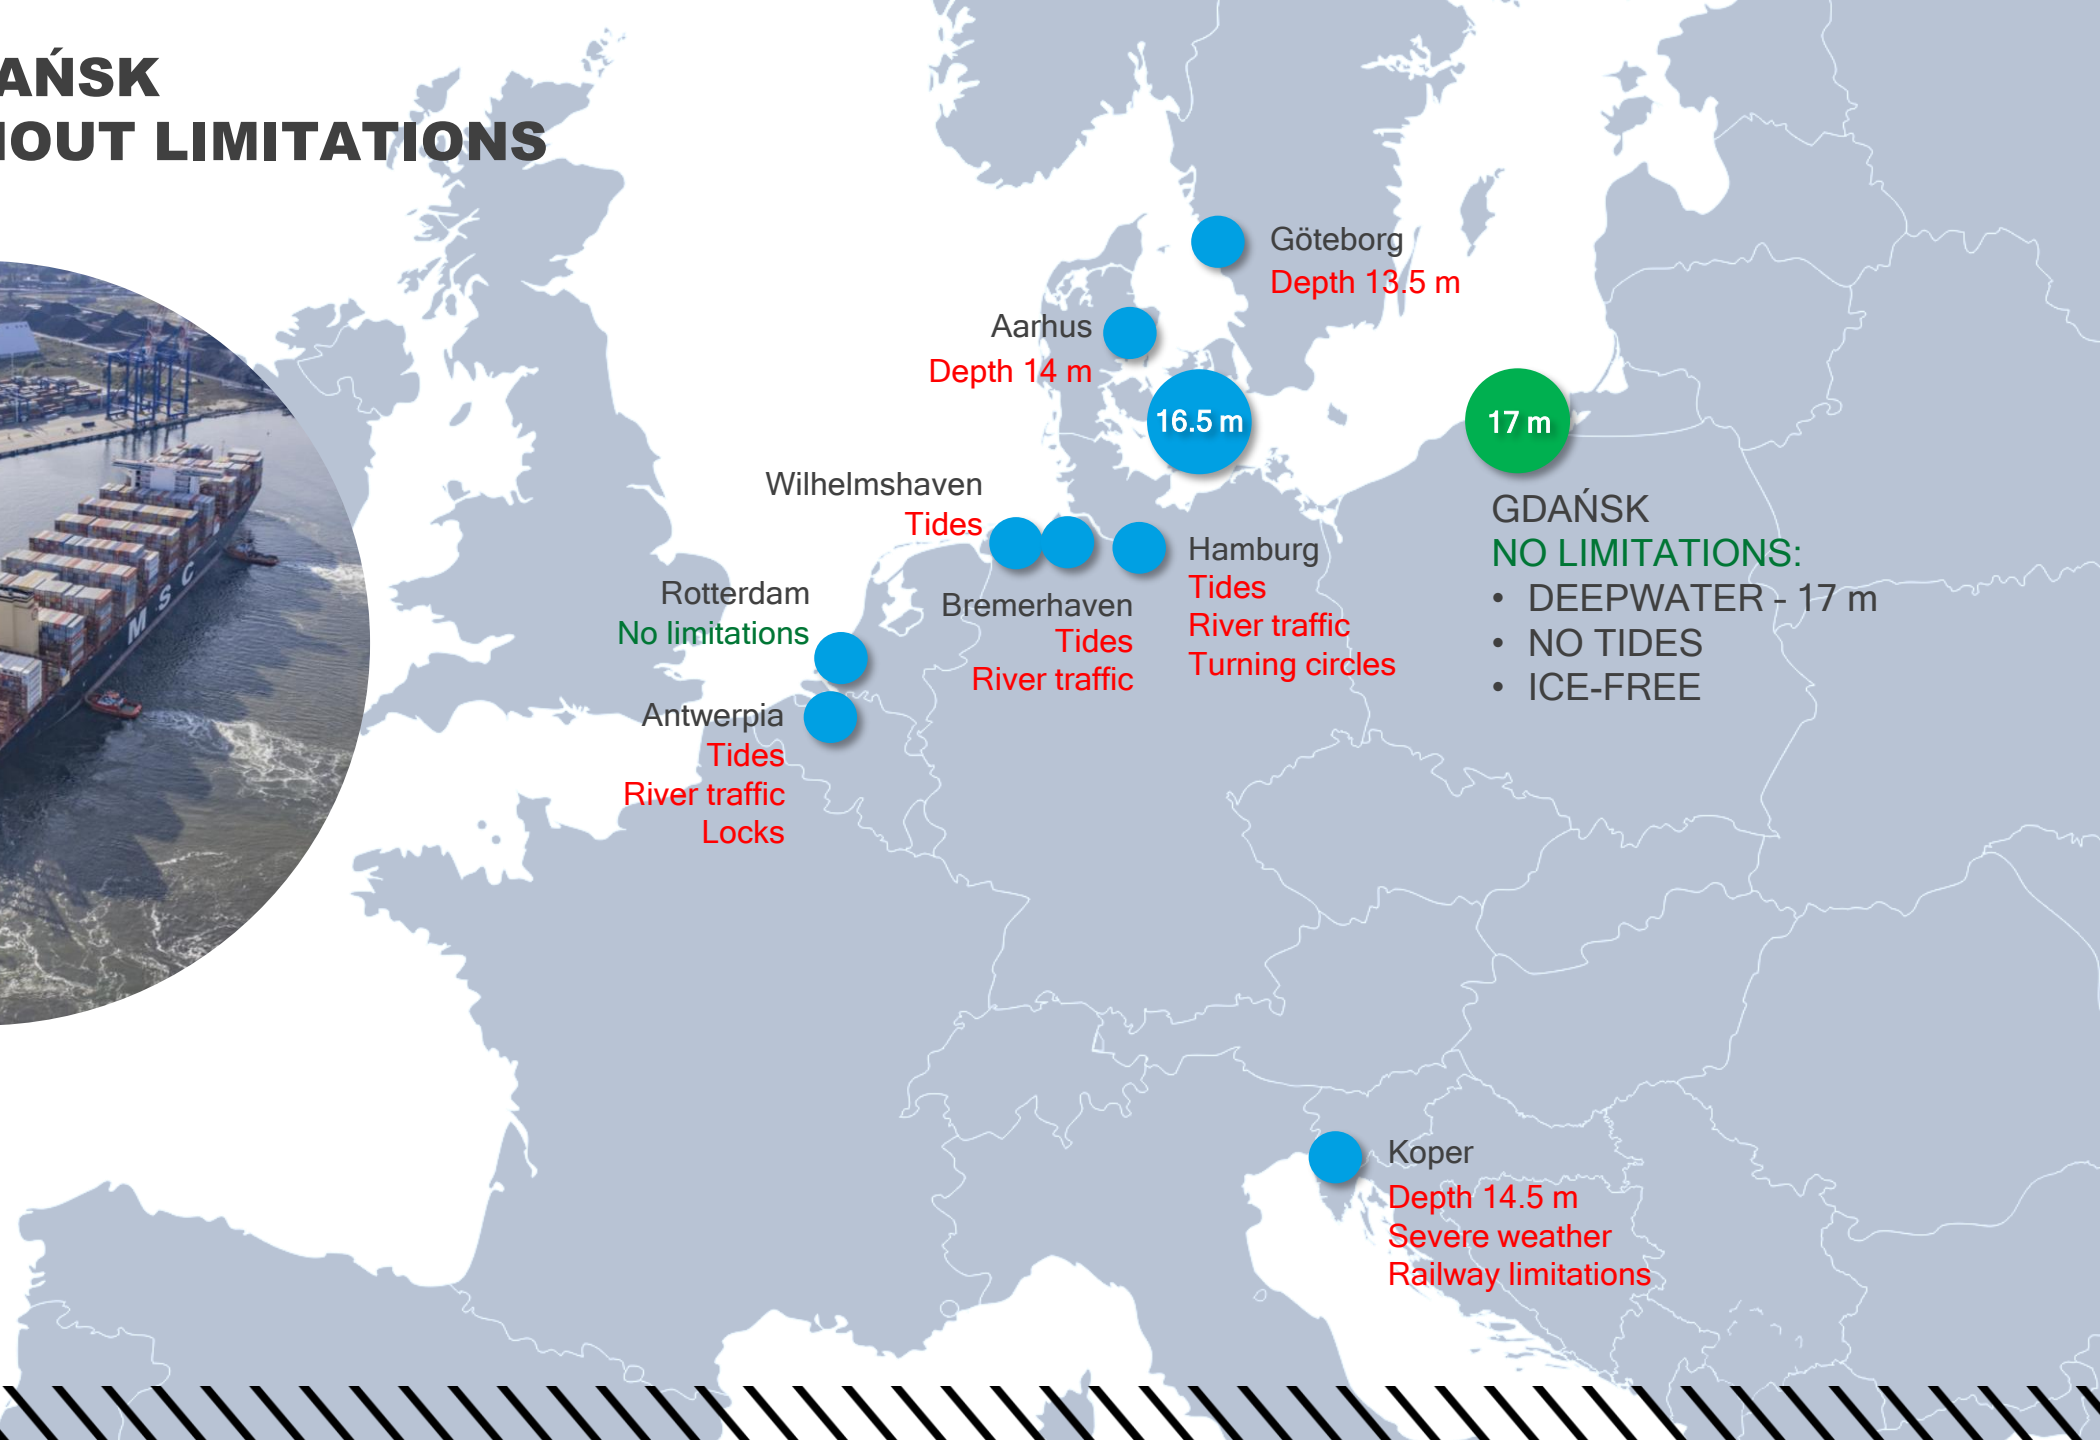 AŃSK
HOUT LIMITATIONS
Göteborg
Depth 13.5 m
Aarhus
Depth 14 m
16.5 m
17 m
Wilhelmshaven
Tides
GDAŃSK
NO LIMITATIONS:
• DEEPWATER – 17 m
• NO TIDES
• ICE-FREE
Hamburg
Tides
River traffic
Turning circles
Rotterdam
No limitations
Bremerhaven
Tides
River traffic
Antwerpia
Tides
River traffic
Locks
M S C
Koper
Depth 14.5 m
Severe weather
Railway limitations